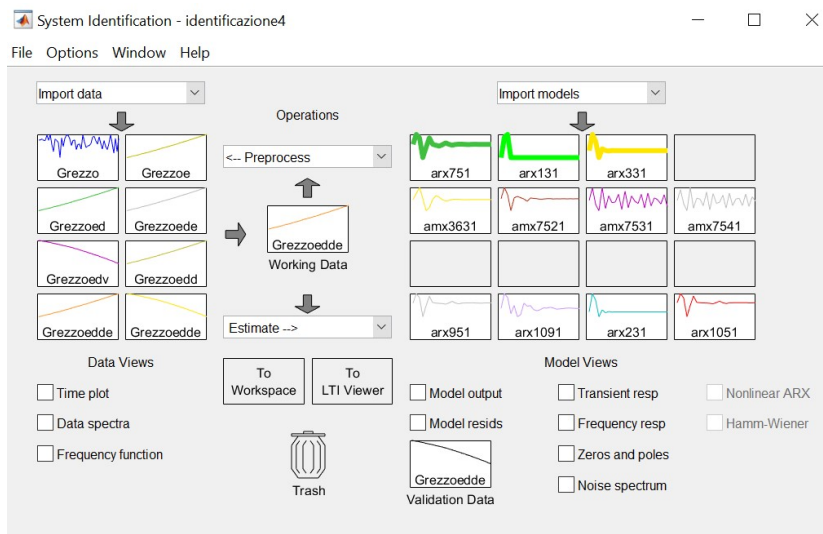 System Identification - identificazione4
File Options Window Help
Import data
Operations
Import models
Grezzo
Grezzoe
<-- Preprocess
arx751
arx131
arx331
Grezzoed
Grezzoede
Grezzoedde
Working Data
amx3631
amx7521
amx7531
amx7541
Grezzoedv
Grezzoedd
Grezzoedde
Grezzoedde
Estimate -->
arx951
arx1091
arx231
arx1051
Data Views
To Workspace
To LTI Viewer
Model Views
Time plot
Data spectra
Frequency function
Trash
Model output
Model resids
Grezzoedde
Validation Data
Transient resp
Frequency resp
Zeros and poles
Noise spectrum
Nonlinear ARX
Hamm-Wiener